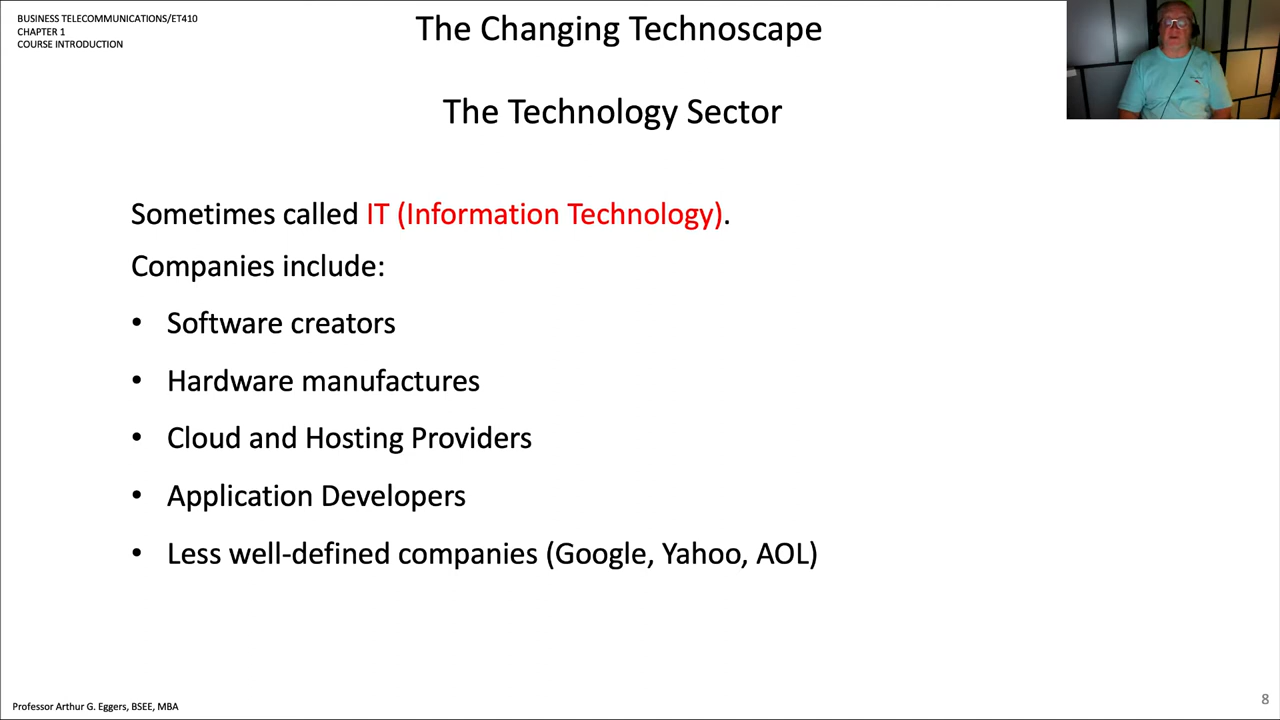 BUSINESS TELECOMMUNICATIONS/ET410
CHAPTER 1
COURSE INTRODUCTION
The Changing Technoscape
The Technology Sector
Sometimes called IT (Information Technology).
Companies include:
• Software creators
• Hardware manufactures
• Cloud and Hosting Providers
• Application Developers
• Less well-defined companies (Google, Yahoo, AOL)
Professor Arthur G. Eggers, BSEE, MBA
8